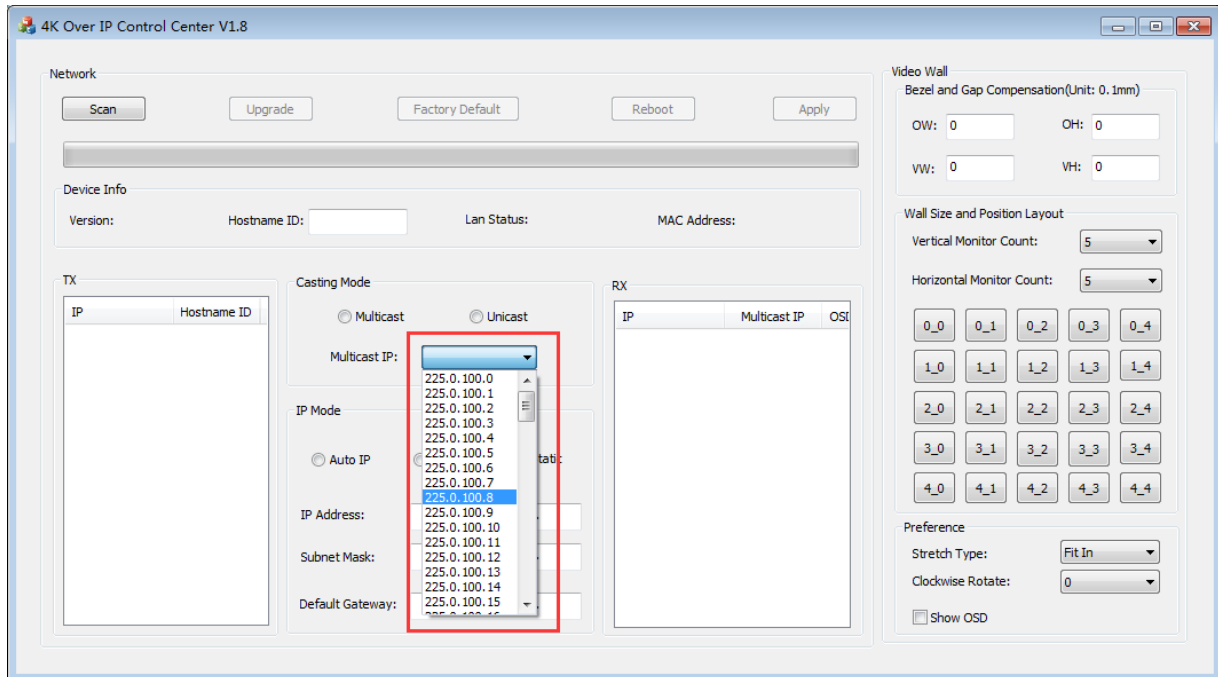 4K Over IP Control Center V1.8
Network
Scan Upgrade Factory Default Reboot Apply
Device Info
Version: Hostname ID: Lan Status: MAC Address:
TX
IP Hostname ID
Casting Mode
Multicast Unicast
Multicast IP:
225.0.100.0
225.0.100.1
225.0.100.2
225.0.100.3
225.0.100.4
225.0.100.5
225.0.100.6
225.0.100.7
225.0.100.8
225.0.100.9
225.0.100.10
225.0.100.11
225.0.100.12
225.0.100.13
225.0.100.14
225.0.100.15
IP Mode
Auto IP
IP Address:
Subnet Mask:
Default Gateway:
RX
IP Multicast IP
Video Wall
Bezel and Gap Compensation(Unit: 0.1mm)
OW: 0 OH: 0
VW: 0 VH: 0
Wall Size and Position Layout
Vertical Monitor Count: 5
Horizontal Monitor Count: 5
0_0 0_1 0_2 0_3 0_4
1_0 1_1 1_2 1_3 1_4
2_0 2_1 2_2 2_3 2_4
3_0 3_1 3_2 3_3 3_4
4_0 4_1 4_2 4_3 4_4
Preference
Stretch Type: Fit In
Clockwise Rotate: 0
Show OSD